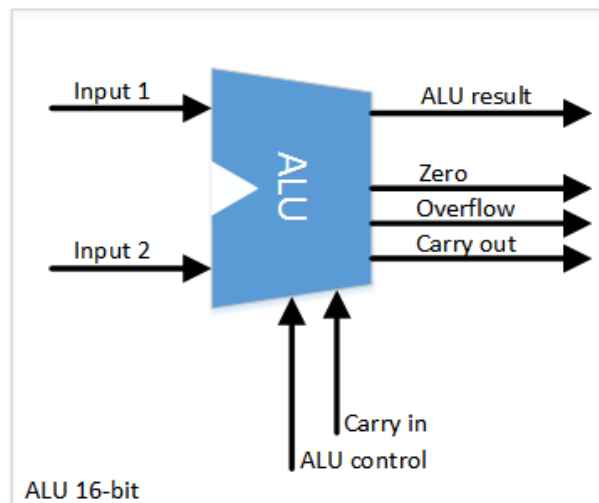 Input 1
ALU result
ALU
Zero
Overflow
Input 2
Carry out
Carry in
ALU control
ALU 16-bit